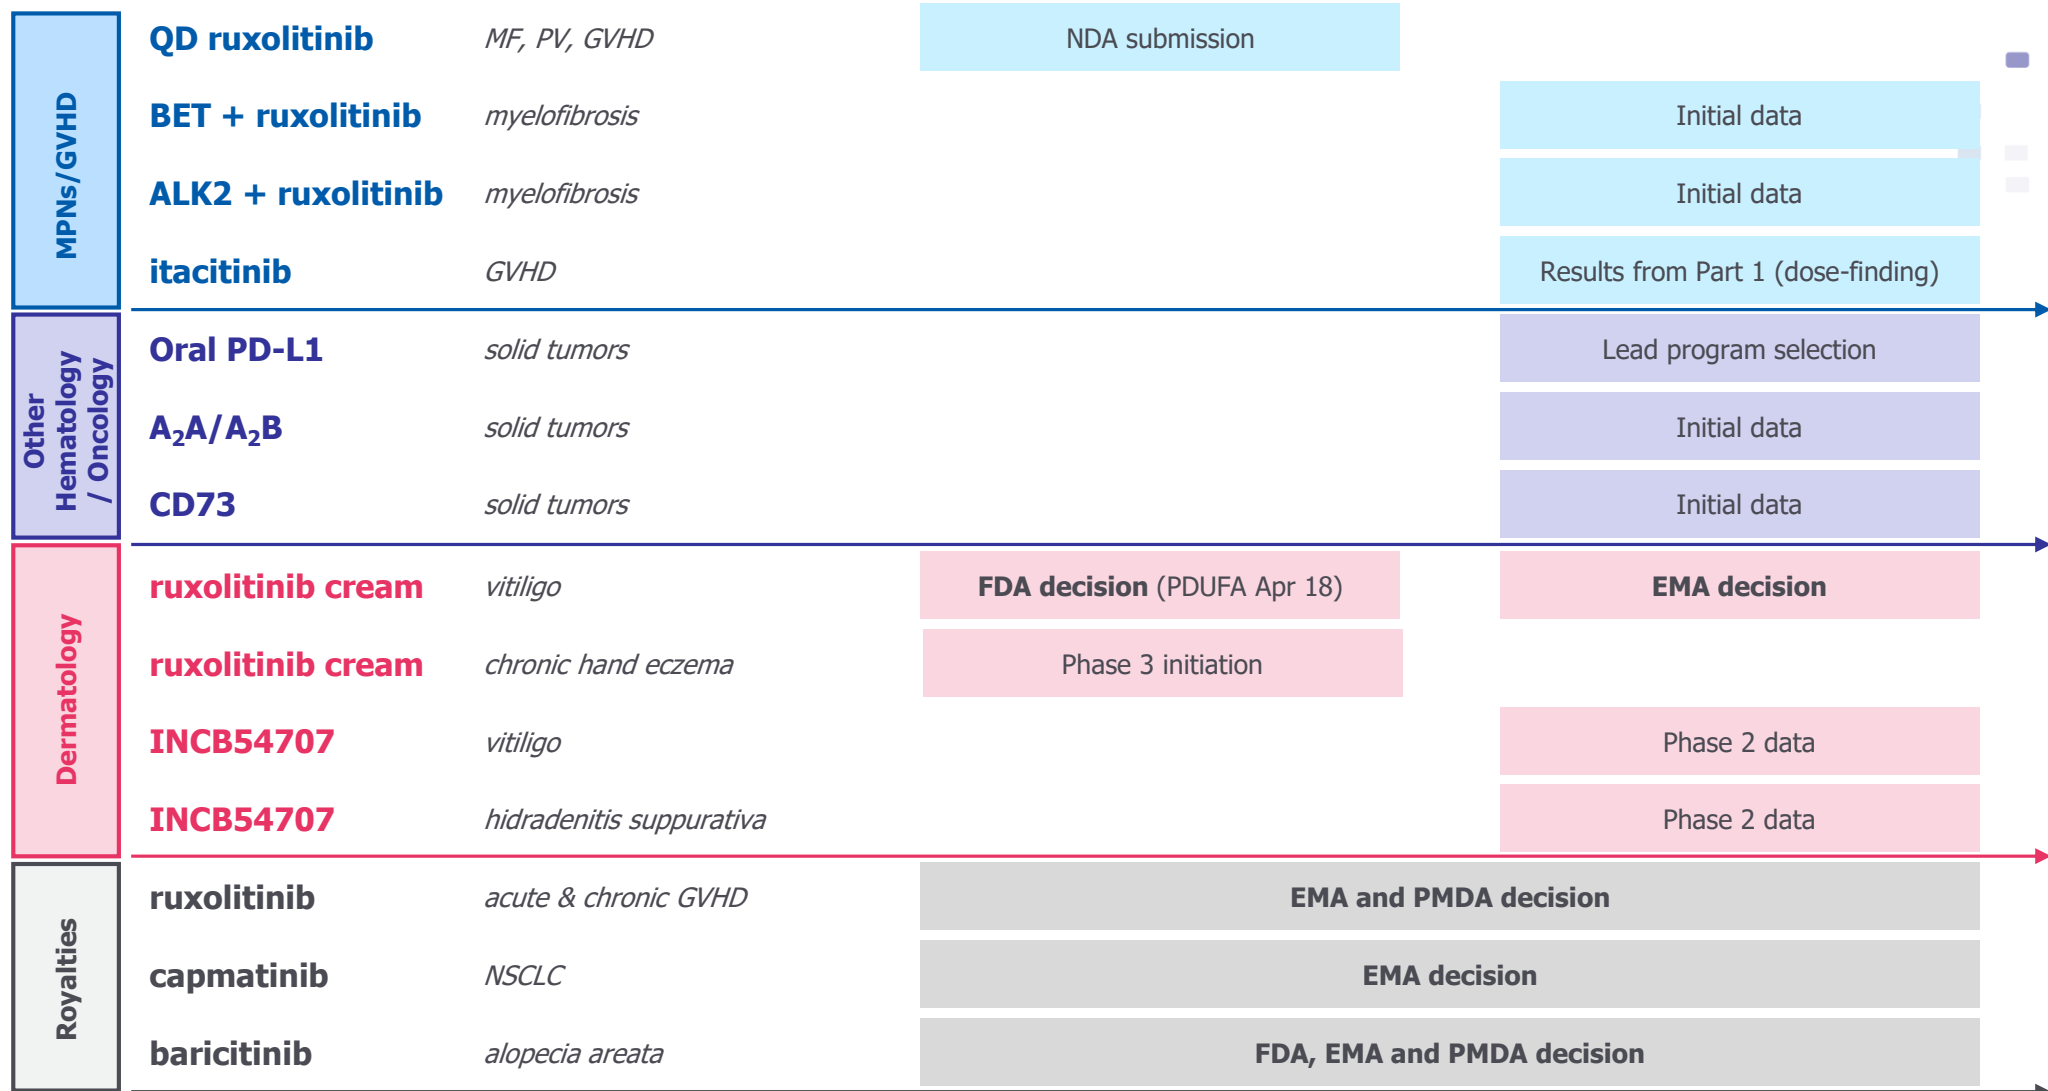 MPNs/GVHD
QD ruxolitinib MF, PV, GVHD NDA submission
BET + ruxolitinib myelofibrosis Initial data
ALK2 + ruxolitinib myelofibrosis Initial data
itacitinib GVHD Results from Part 1 (dose-finding)
Other
Hematology
/ Oncology
Oral PD-L1 solid tumors Lead program selection
A₂A/A₂B solid tumors Initial data
CD73 solid tumors Initial data
Dermatology
ruxolitinib cream vitiligo FDA decision (PDUFA Apr 18) EMA decision
ruxolitinib cream chronic hand eczema Phase 3 initiation
INCB54707 vitiligo Phase 2 data
INCB54707 hidradenitis suppurativa Phase 2 data
Royalties
ruxolitinib acute & chronic GVHD EMA and PMDA decision
capmatinib NSCLC EMA decision
baricitinib alopecia areata FDA, EMA and PMDA decision